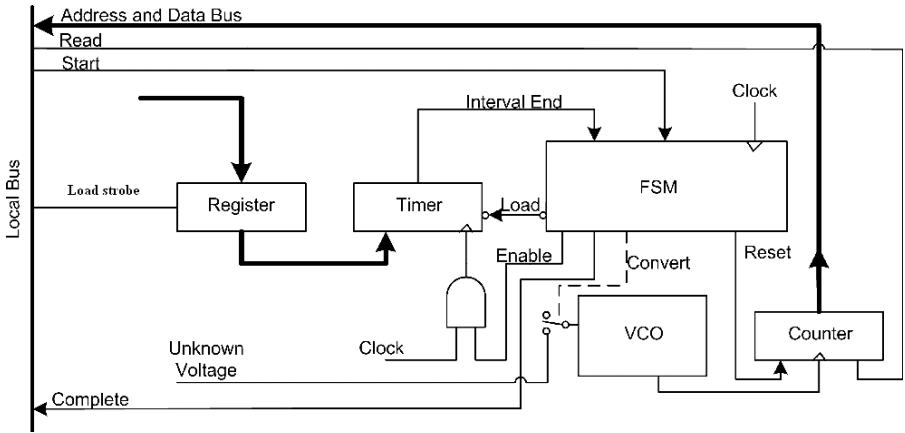 Address and Data Bus
Read
Start
Interval End
Clock
FSM
Load strobe
Register
Timer
Load
Local Bus
Enable
Convert
Reset
VCO
Counter
Clock
Unknown
Voltage
Complete